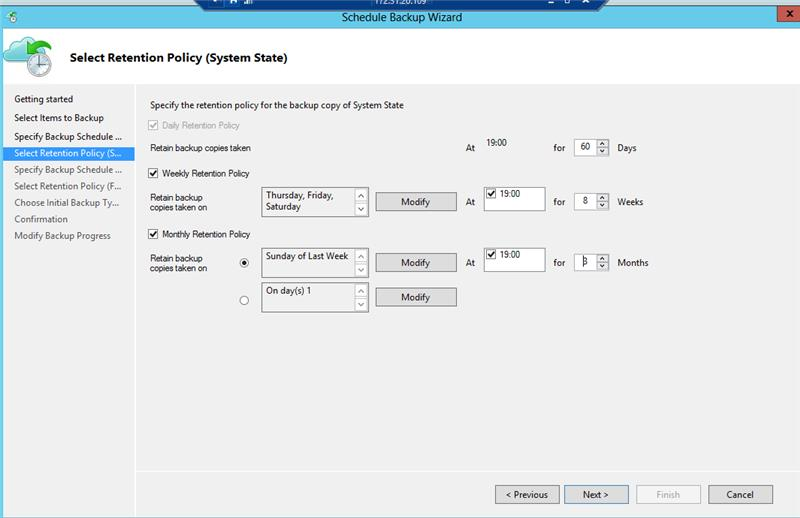 172.31.20.109
Schedule Backup Wizard
Select Retention Policy (System State)
Getting started
Select Items to Backup
Specify Backup Schedule ...
Select Retention Policy (S...
Specify Backup Schedule ...
Select Retention Policy (F...
Choose Initial Backup Ty...
Confirmation
Modify Backup Progress
Specify the retention policy for the backup copy of System State
Daily Retention Policy
Retain backup copies taken At 19:00 for 60 Days
Weekly Retention Policy
Retain backup
copies taken on
Thursday, Friday,
Saturday
Modify At 19:00 for 8 Weeks
Monthly Retention Policy
Retain backup
copies taken on
Sunday of Last Week Modify At 19:00 for 3 Months
On day(s) 1 Modify
< Previous Next > Finish Cancel